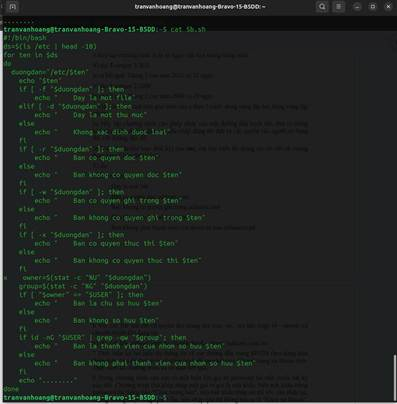 tranvanhoang@tranvanhoang-Bravo-15-B5DD: ~
........
tranvanhoang@tranvanhoang-Bravo-15-B5DD:~$ cat 5b.sh
#!/bin/bash
ds=$(ls /etc | head -10)
for ten in $ds
do
duongdan="/etc/$ten"
echo "$ten"
if [ -f "$duongdan" ]; then
echo " Day la mot file"
elif [ -d "$duongdan" ]; then
echo " Day la mot thu muc"
else
echo " Khong xac dinh duoc loai"
fi
if [ -r "$duongdan" ]; then
echo " Ban co quyen doc $ten"
else
echo " Ban khong co quyen doc $ten"
fi
if [ -w "$duongdan" ]; then
echo " Ban co quyen ghi trong $ten"
else
echo " Ban khong co quyen ghi trong $ten"
fi
if [ -x "$duongdan" ]; then
echo " Ban co quyen thuc thi $ten"
else
echo " Ban khong co quyen thuc thi $ten"
fi
owner=$(stat -c "%U" "$duongdan")
group=$(stat -c "%G" "$duongdan")
if [ "$owner" == "$USER" ]; then
echo " Ban la chu so huu $ten"
else
echo " Ban khong so huu $ten"
fi
if id -nG "$USER" | grep -qw "$group"; then
echo " Ban la thanh vien cua nhom so huu $ten"
else
echo " Ban khong phai thanh vien cua nhom so huu $ten"
fi
echo "........"
done
tranvanhoang@tranvanhoang-Bravo-15-B5DD:~$